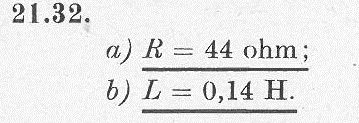 21.32.
a) R = 44 ohm;
b) L = 0,14 H.